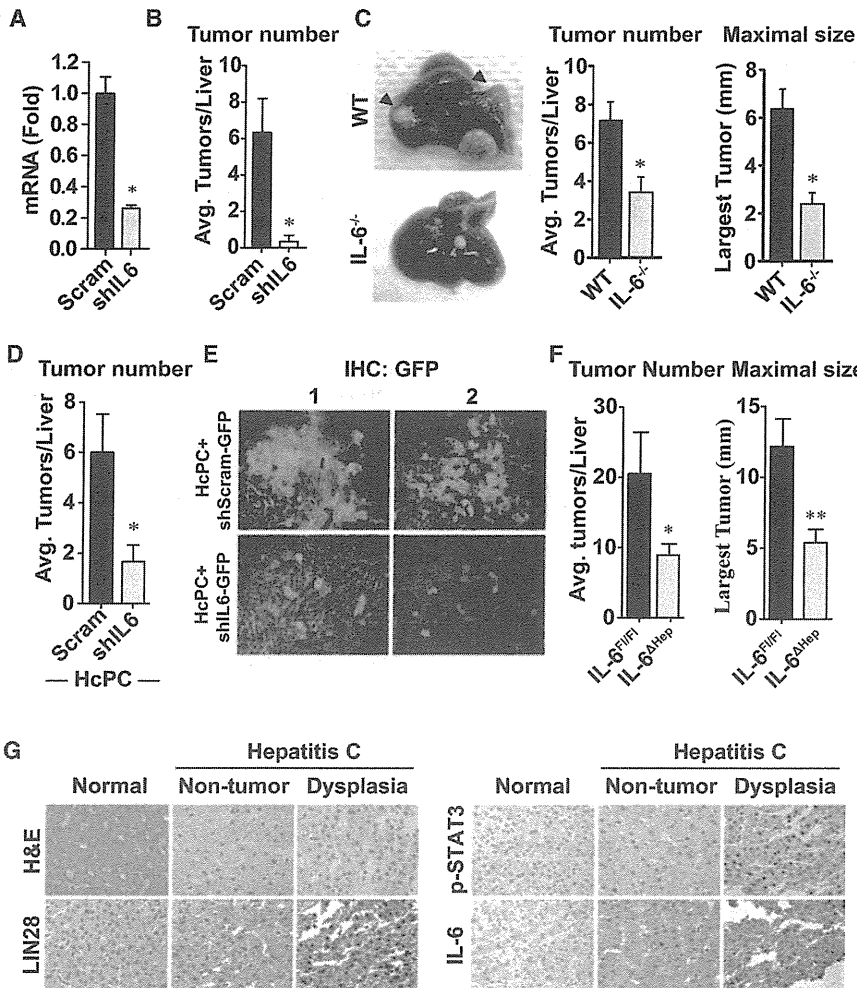 A
mRNA (Fold)
1.2
1.0
0.8
0.6
0.4
0.2
0.0
*
Scram
shIL6
B
Tumor number
Avg. Tumors/Liver
10
8
6
4
2
0
*
Scram
shIL6
C
WT
IL-6-/-
Tumor number
Avg. Tumors/Liver
10
8
6
4
2
0
*
WT
IL-6-/-
Maximal size
Largest Tumor (mm)
8
6
4
2
0
*
WT
IL-6-/-
D
Tumor number
Avg. Tumors/Liver
8
6
4
2
0
*
Scram
shIL6
— HcPC —
E
IHC: GFP
1
2
HcPC+
shScram-GFP
HcPC+
shIL6-GFP
F
Tumor Number
Avg. tumors/Liver
30
20
10
0
*
IL-6Fl/Fl
IL-6ΔHep
Maximal size
Largest Tumor (mm)
15
10
5
0
**
IL-6Fl/Fl
IL-6ΔHep
G
Hepatitis C
Normal
Non-tumor
Dysplasia
H&E
LIN28
Hepatitis C
Normal
Non-tumor
Dysplasia
p-STAT3
IL-6